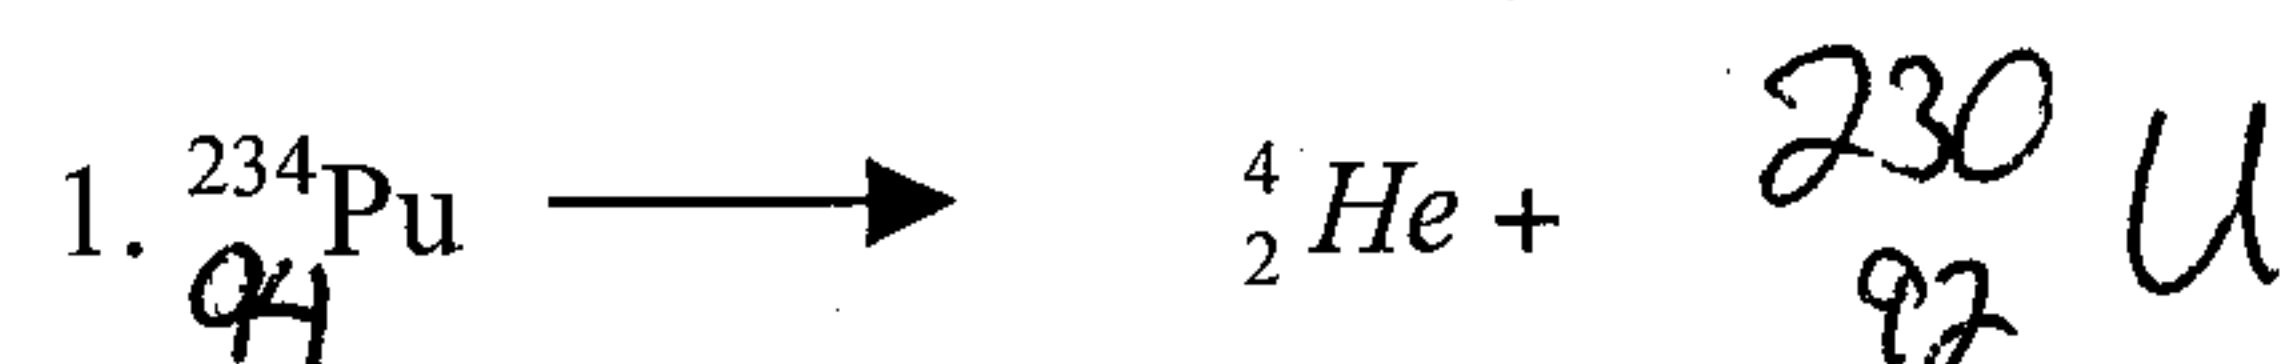 1. ²³⁴₉₄Pu ⟶ ⁴₂He + ²³⁰₉₂U